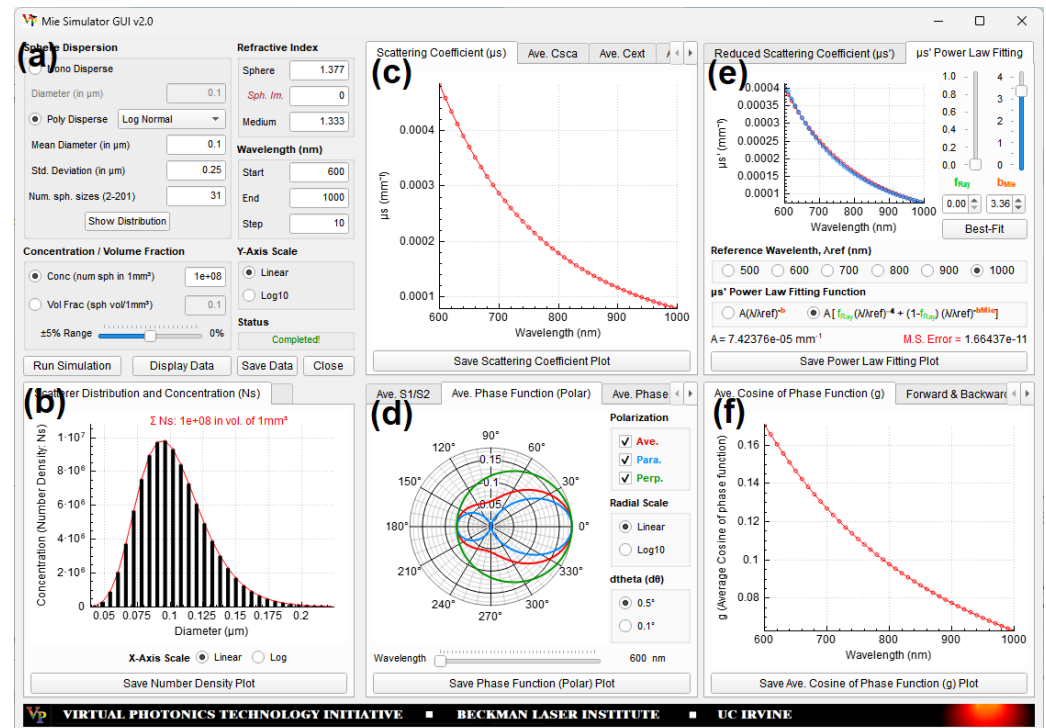 Mie Simulator GUI v2.0
(a)
Sphere Dispersion
Mono Disperse
Diameter (in µm) 0.1
Poly Disperse Log Normal
Mean Diameter (in µm) 0.1
Std. Deviation (in µm) 0.25
Num. sph. sizes (2-201) 31
Show Distribution
Refractive Index
Sphere 1.377
Sph. Im. 0
Medium 1.333
Wavelength (nm)
Start 600
End 1000
Step 10
Concentration / Volume Fraction
Conc (num sph in 1mm³) 1e+08
Vol Frac (sph vol/1mm³) 0.1
±5% Range 0%
Y-Axis Scale
Linear
Log10
Status
Completed!
Run Simulation Display Data Save Data Close
(b)
Scatterer Distribution and Concentration (Ns)
Σ Ns: 1e+08 in vol. of 1mm³
Concentration (Number Density, Ns)
1·10⁷
8·10⁶
6·10⁶
4·10⁶
2·10⁶
0
0.05 0.075 0.1 0.125 0.15 0.175 0.2
Diameter (µm)
X-Axis Scale Linear Log
Save Number Density Plot
(c)
Scattering Coefficient (µs) Ave. Csca Ave. Cext
µs (mm⁻¹)
0.0004
0.0003
0.0002
0.0001
600 700 800 900 1000
Wavelength (nm)
Save Scattering Coefficient Plot
(d)
Ave. S1/S2 Ave. Phase Function (Polar) Ave. Phase
90°
120° 60°
150° 30°
180° 0°
210° 330°
240° 300°
270°
0.15
0.1
0.05
0
Polarization
Ave.
Para.
Perp.
Radial Scale
Linear
Log10
dtheta (dθ)
0.5°
0.1°
Wavelength 600 nm
Save Phase Function (Polar) Plot
(e)
Reduced Scattering Coefficient (µs') µs' Power Law Fitting
µs' (mm⁻¹)
0.0004
0.00035
0.0003
0.00025
0.0002
0.00015
0.0001
600 700 800 900 1000
Wavelength (nm)
1.0
0.8
0.6
0.4
0.2
0.0
4
3
2
1
0
fRay bMie
0.00 3.36
Best-Fit
Reference Wavelenth, λref (nm)
500 600 700 800 900 1000
µs' Power Law Fitting Function
A(λ/λref)⁻ᵇ A [ fRay(λ/λref)⁻⁴ + (1-fRay) (λ/λref)⁻ᵇᴹⁱᵉ]
A = 7.42376e-05 mm⁻¹ M.S. Error = 1.66437e-11
Save Power Law Fitting Plot
(f)
Ave. Cosine of Phase Function (g) Forward & Backward
g (Average Cosine of phase function)
0.16
0.14
0.12
0.1
0.08
600 700 800 900 1000
Wavelength (nm)
Save Ave. Cosine of Phase Function (g) Plot
Vp VIRTUAL PHOTONICS TECHNOLOGY INITIATIVE ■ BECKMAN LASER INSTITUTE ■ UC IRVINE